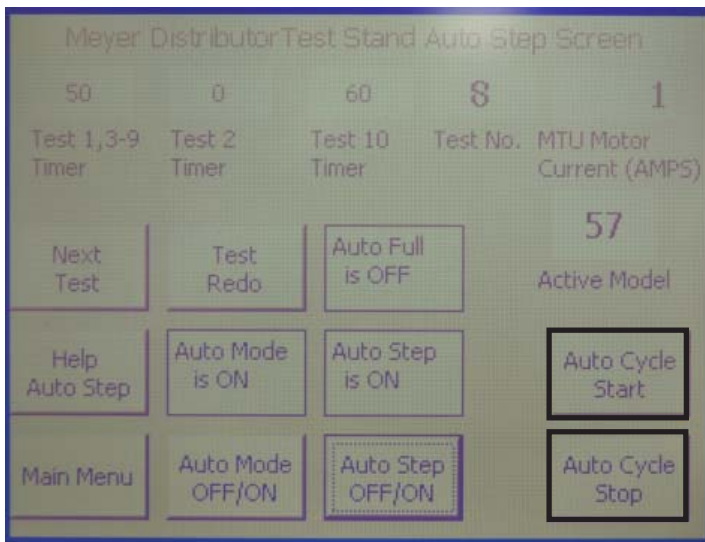 Meyer DistributorTest Stand Auto Step Screen
50 0 60 8 1
Test 1,3-9 Test 2 Test 10 Test No. MTU Motor
Timer Timer Timer Current (AMPS)
57
Active Model
Next Test
Test Redo
Auto Full
is OFF
Help
Auto Step
Auto Mode
is ON
Auto Step
is ON
Auto Cycle
Start
Main Menu
Auto Mode
OFF/ON
Auto Step
OFF/ON
Auto Cycle
Stop